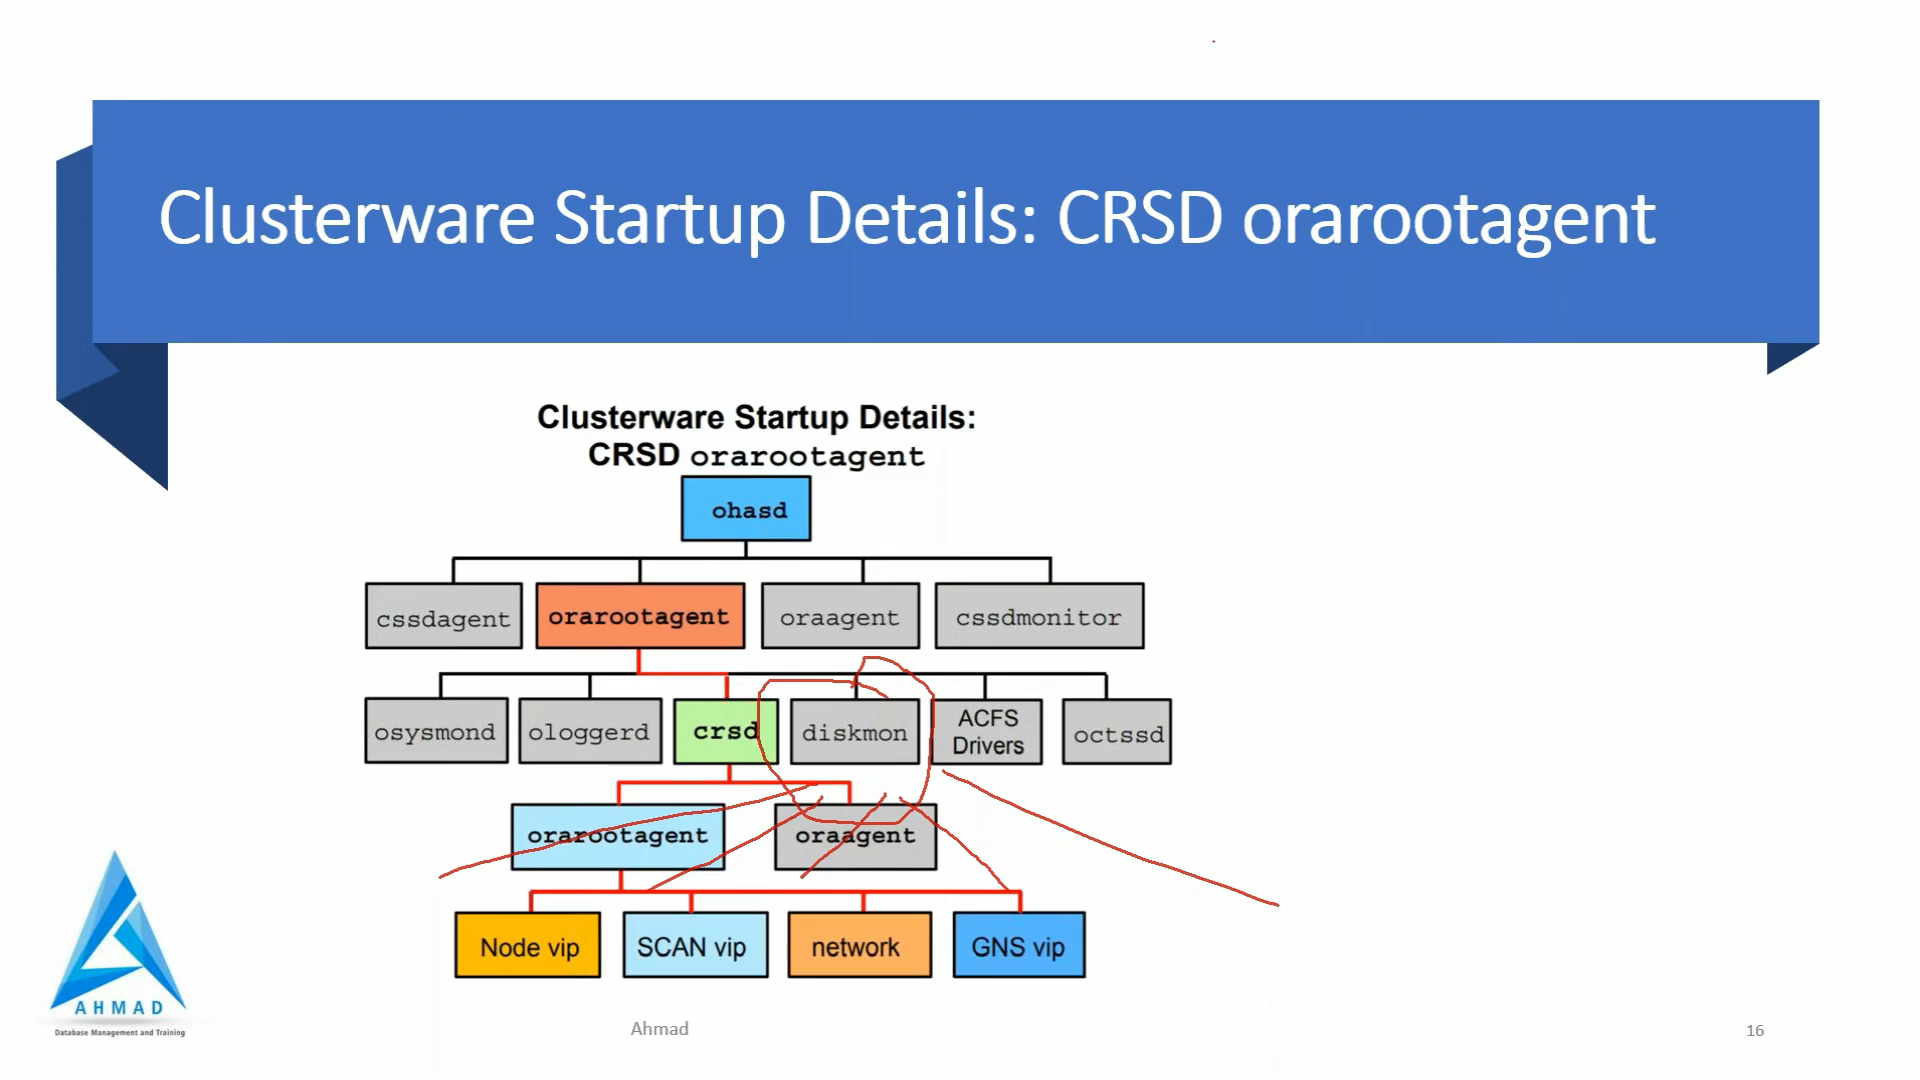 Clusterware Startup Details: CRSD orarootagent
Clusterware Startup Details:
CRSD orarootagent
ohasd
cssdagent
orarootagent
oraagent
cssdmonitor
osysmond
ologgerd
crsd
diskmon
ACFS
Drivers
octssd
orarootagent
oraagent
Node vip
SCAN vip
network
GNS vip
AHMAD
Database Management and Training
Ahmad
16